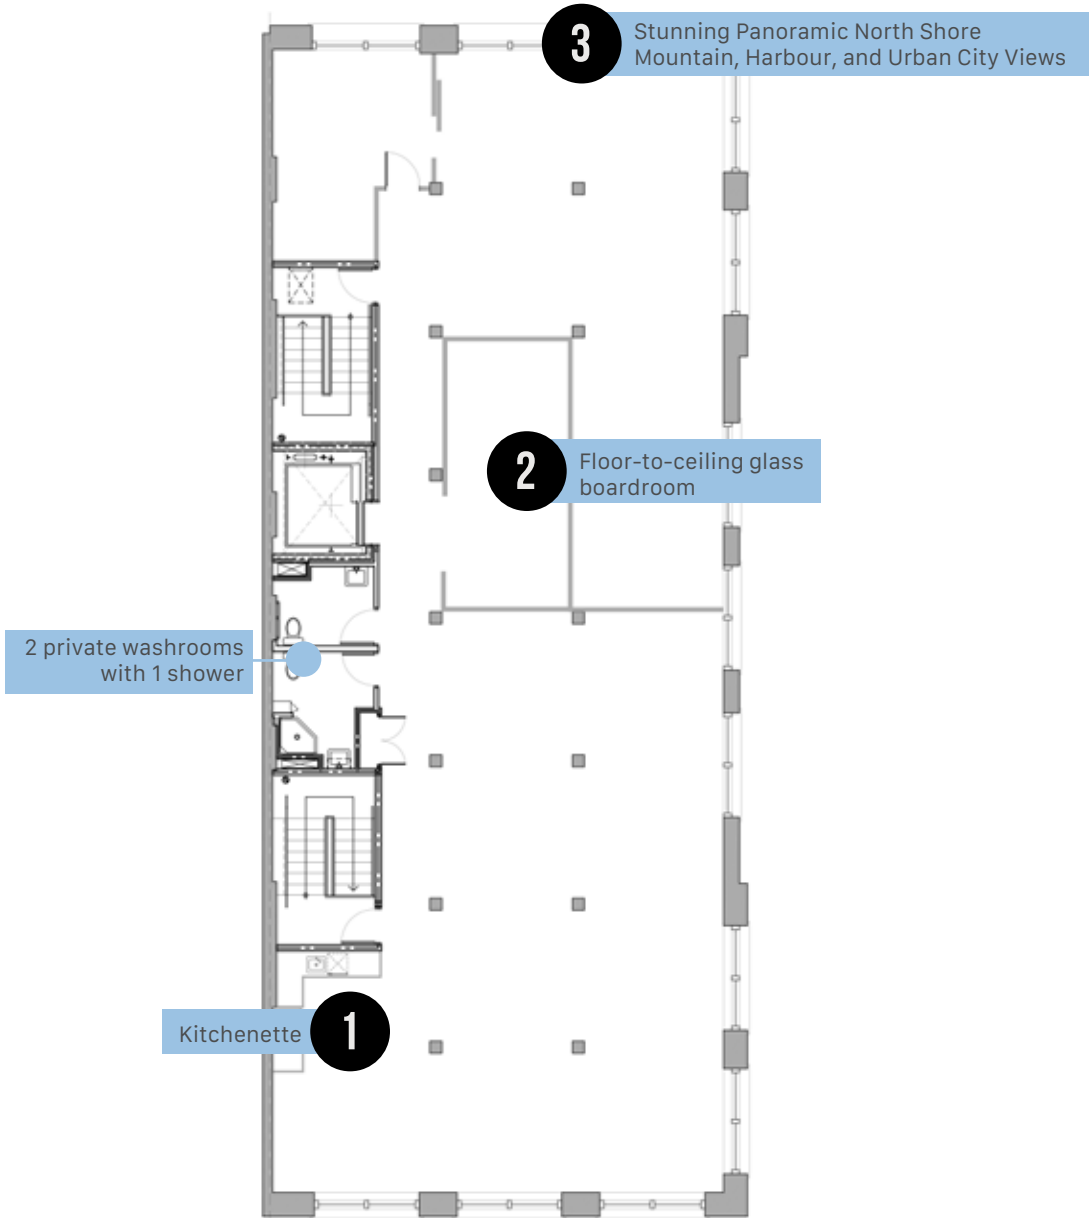 3
Stunning Panoramic North Shore
Mountain, Harbour, and Urban City Views
2
Floor-to-ceiling glass
boardroom
2 private washrooms
with 1 shower
Kitchenette
1